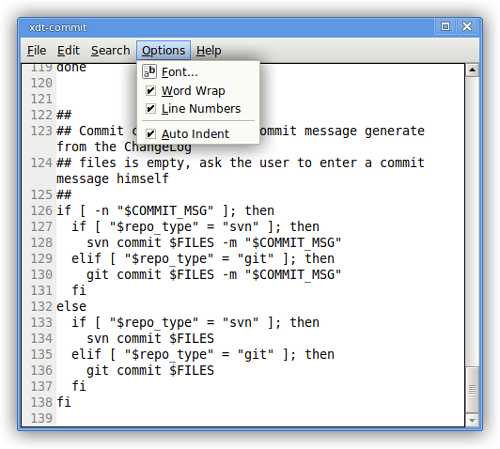 xdt-commit
File Edit Search Options Help
Font...
Word Wrap
Line Numbers
Auto Indent
119 done
120
121
122 ##
123 ## Commit ommit message generate
from the ChangeLog
124 ## files is empty, ask the user to enter a commit
message himself
125 ##
126 if [ -n "$COMMIT_MSG" ]; then
127   if [ "$repo_type" = "svn" ]; then
128     svn commit $FILES -m "$COMMIT_MSG"
129   elif [ "$repo_type" = "git" ]; then
130     git commit $FILES -m "$COMMIT_MSG"
131   fi
132 else
133   if [ "$repo_type" = "svn" ]; then
134     svn commit $FILES
135   elif [ "$repo_type" = "git" ]; then
136     git commit $FILES
137   fi
138 fi
139